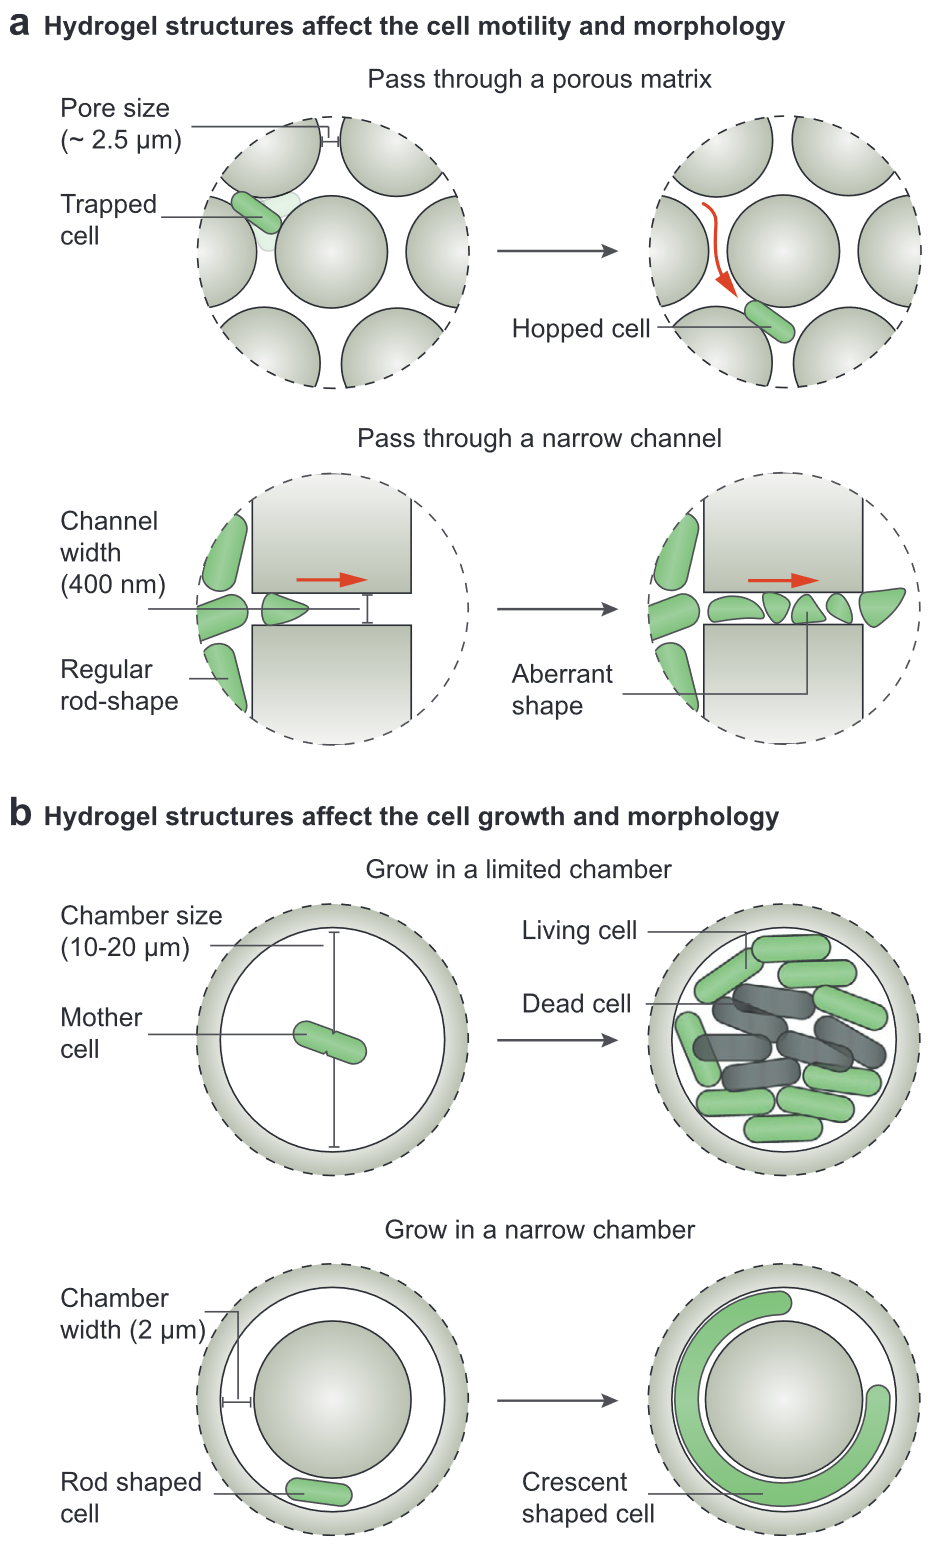 a Hydrogel structures affect the cell motility and morphology
Pass through a porous matrix
Pore size
(~ 2.5 µm)
Trapped
cell
Hopped cell
Pass through a narrow channel
Channel
width
(400 nm)
Regular
rod-shape
Aberrant
shape
b Hydrogel structures affect the cell growth and morphology
Grow in a limited chamber
Chamber size
(10-20 µm)
Mother
cell
Living cell
Dead cell
Grow in a narrow chamber
Chamber
width (2 µm)
Rod shaped
cell
Crescent
shaped cell